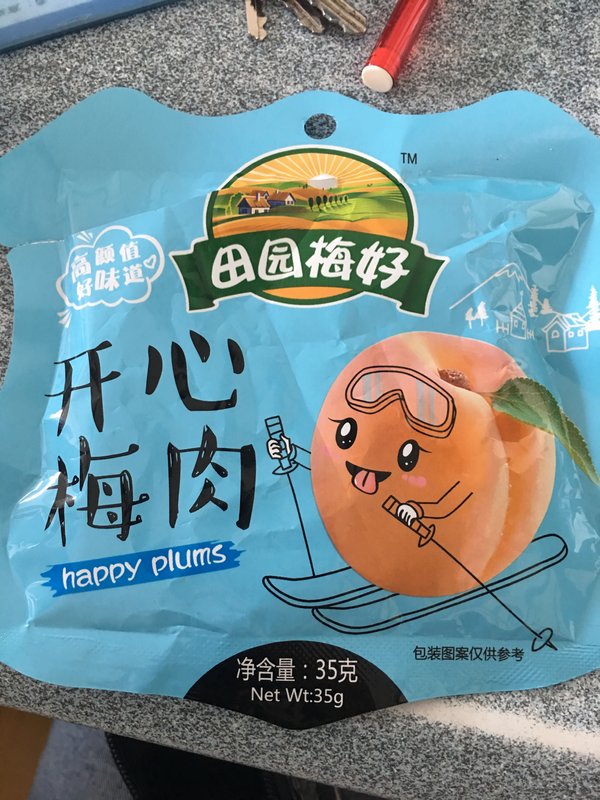 TM
田园梅好
高颜值
好味道
开心
梅肉
happy plums
包装图案仅供参考
净含量：35克
Net Wt:35g